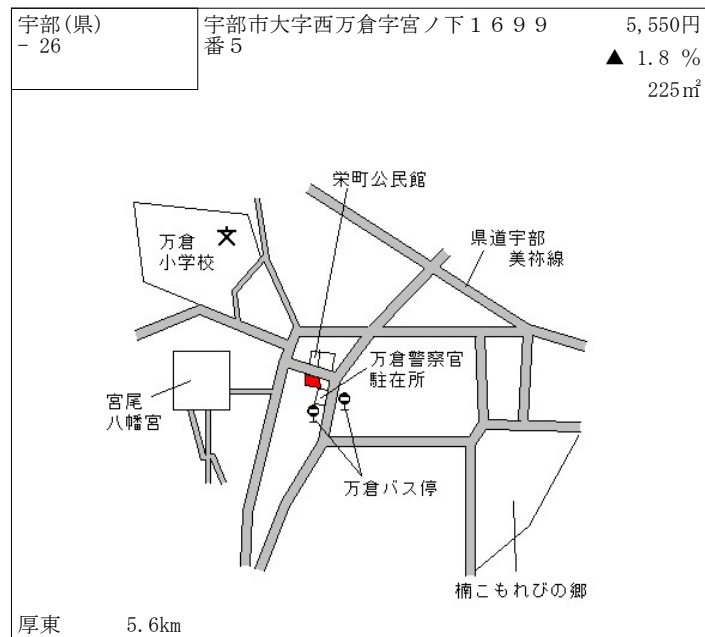 宇部(県)
- 26
宇部市大字西万倉字宮ノ下１６９９
番５
5,550円
▲ 1.8 %
225㎡
栄町公民館
県道宇部
美祢線
万倉
小学校
万倉警察官
駐在所
宮尾
八幡宮
万倉バス停
楠こもれびの郷
厚東 5.6km